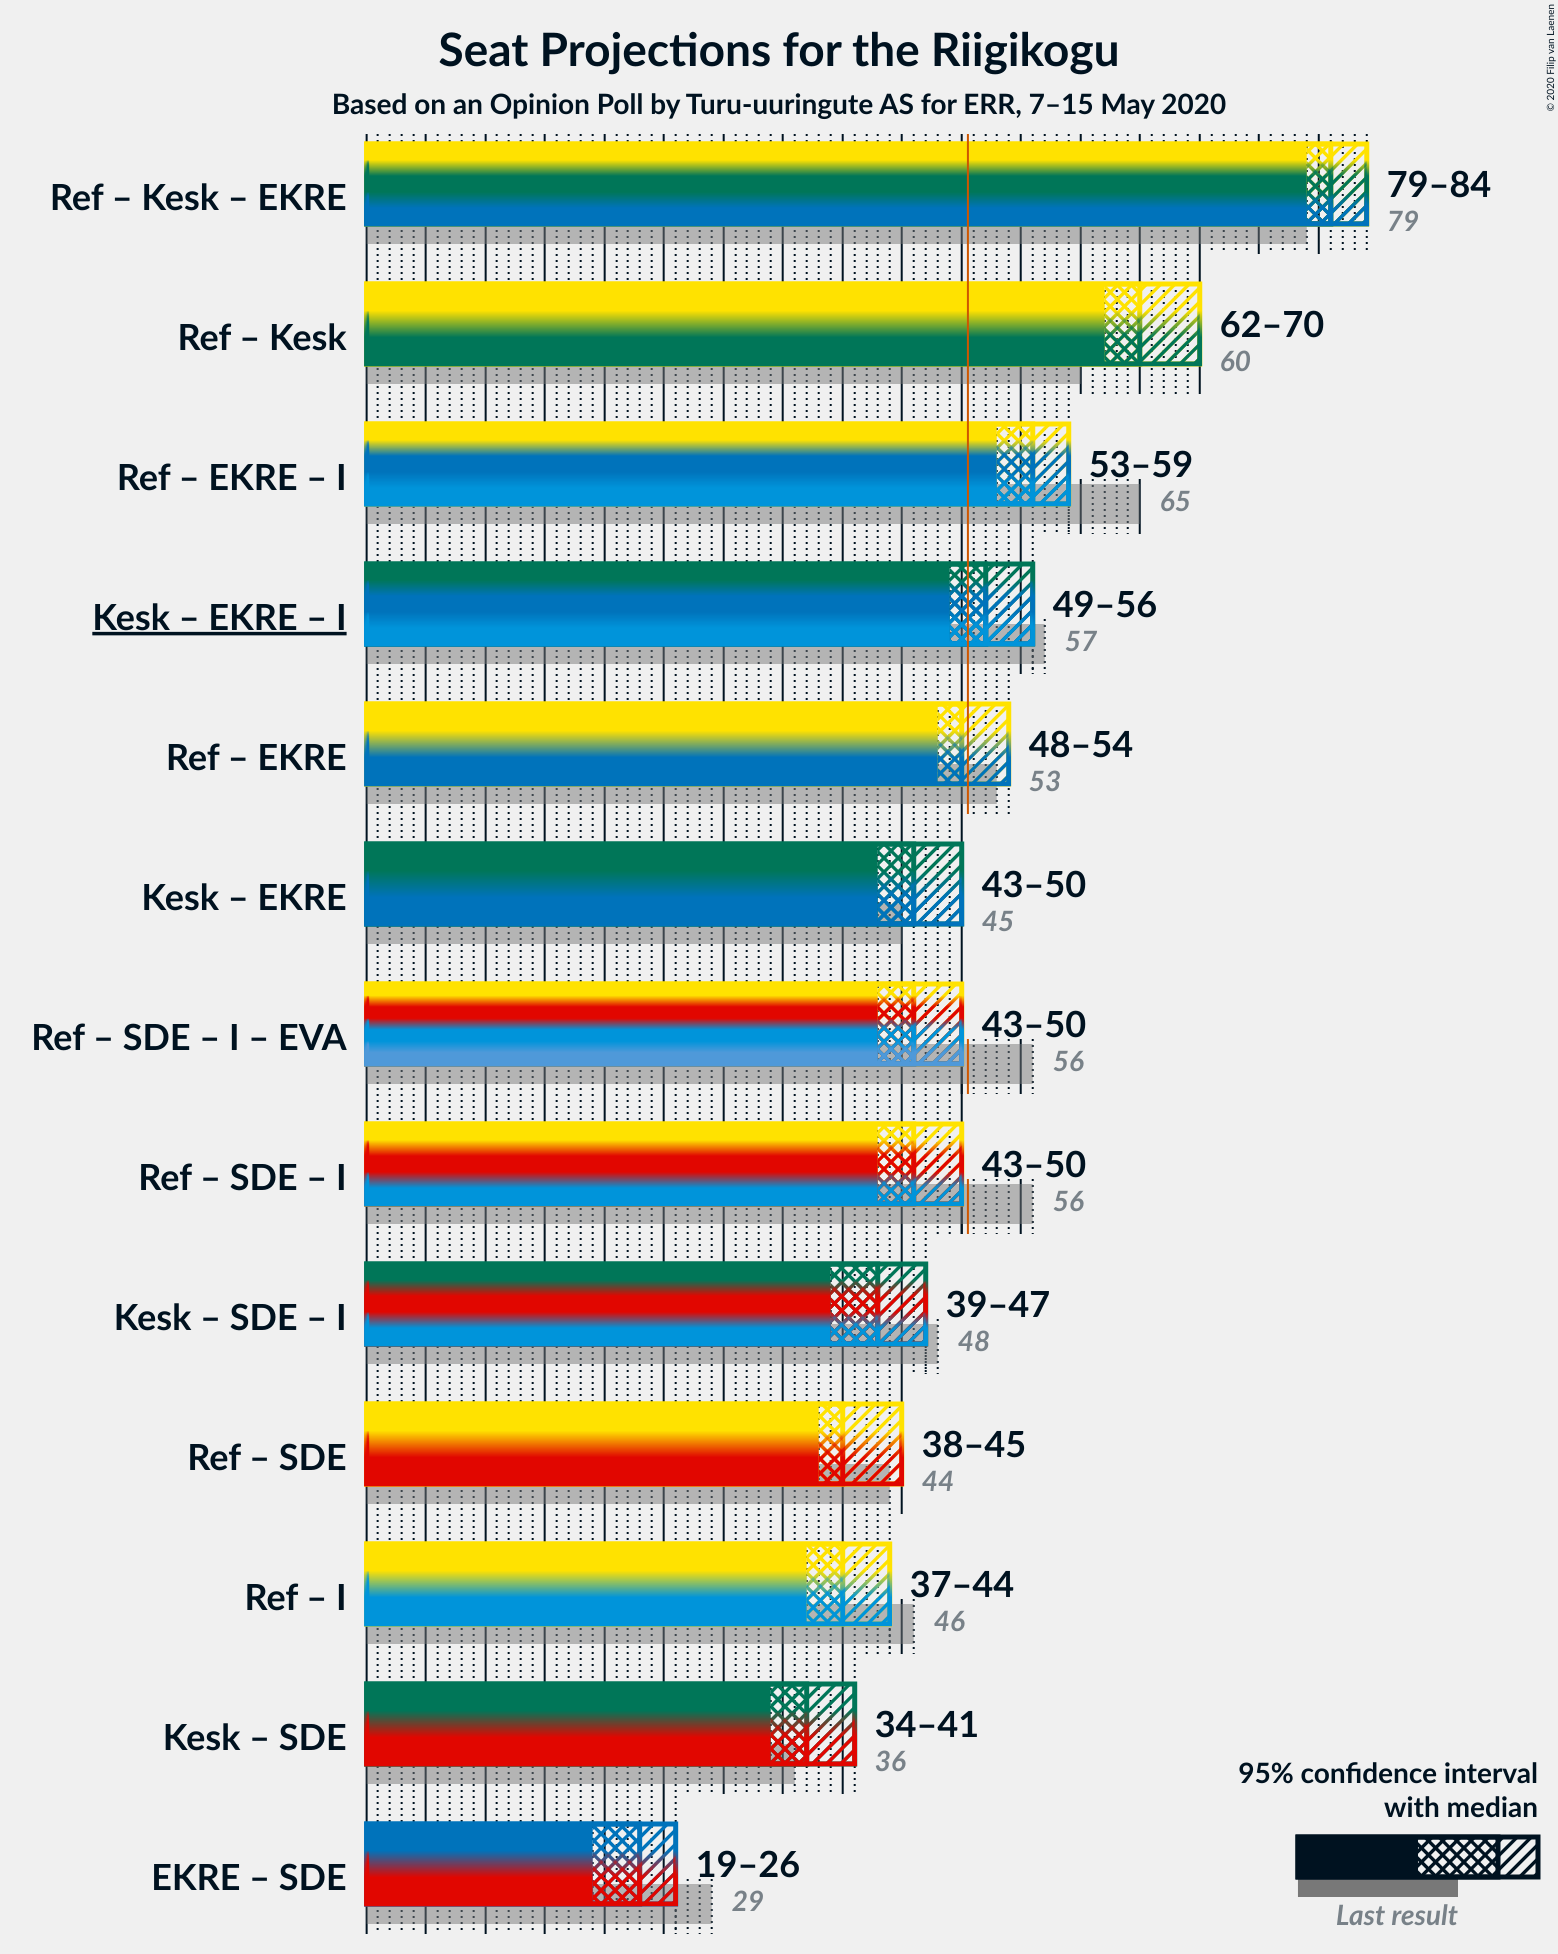 Seat Projections for the Riigikogu
Based on an Opinion Poll by Turu-uuringute AS for ERR, 7–15 May 2020
© 2020 Filip van Laenen
Ref – Kesk – EKRE
79–84
79
Ref – Kesk
62–70
60
Ref – EKRE – I
53–59
65
Kesk – EKRE – I
49–56
57
Ref – EKRE
48–54
53
Kesk – EKRE
43–50
45
Ref – SDE – I – EVA
43–50
56
Ref – SDE – I
43–50
56
Kesk – SDE – I
39–47
48
Ref – SDE
38–45
44
Ref – I
37–44
46
Kesk – SDE
34–41
36
EKRE – SDE
19–26
29
95% confidence interval
with median
Last result